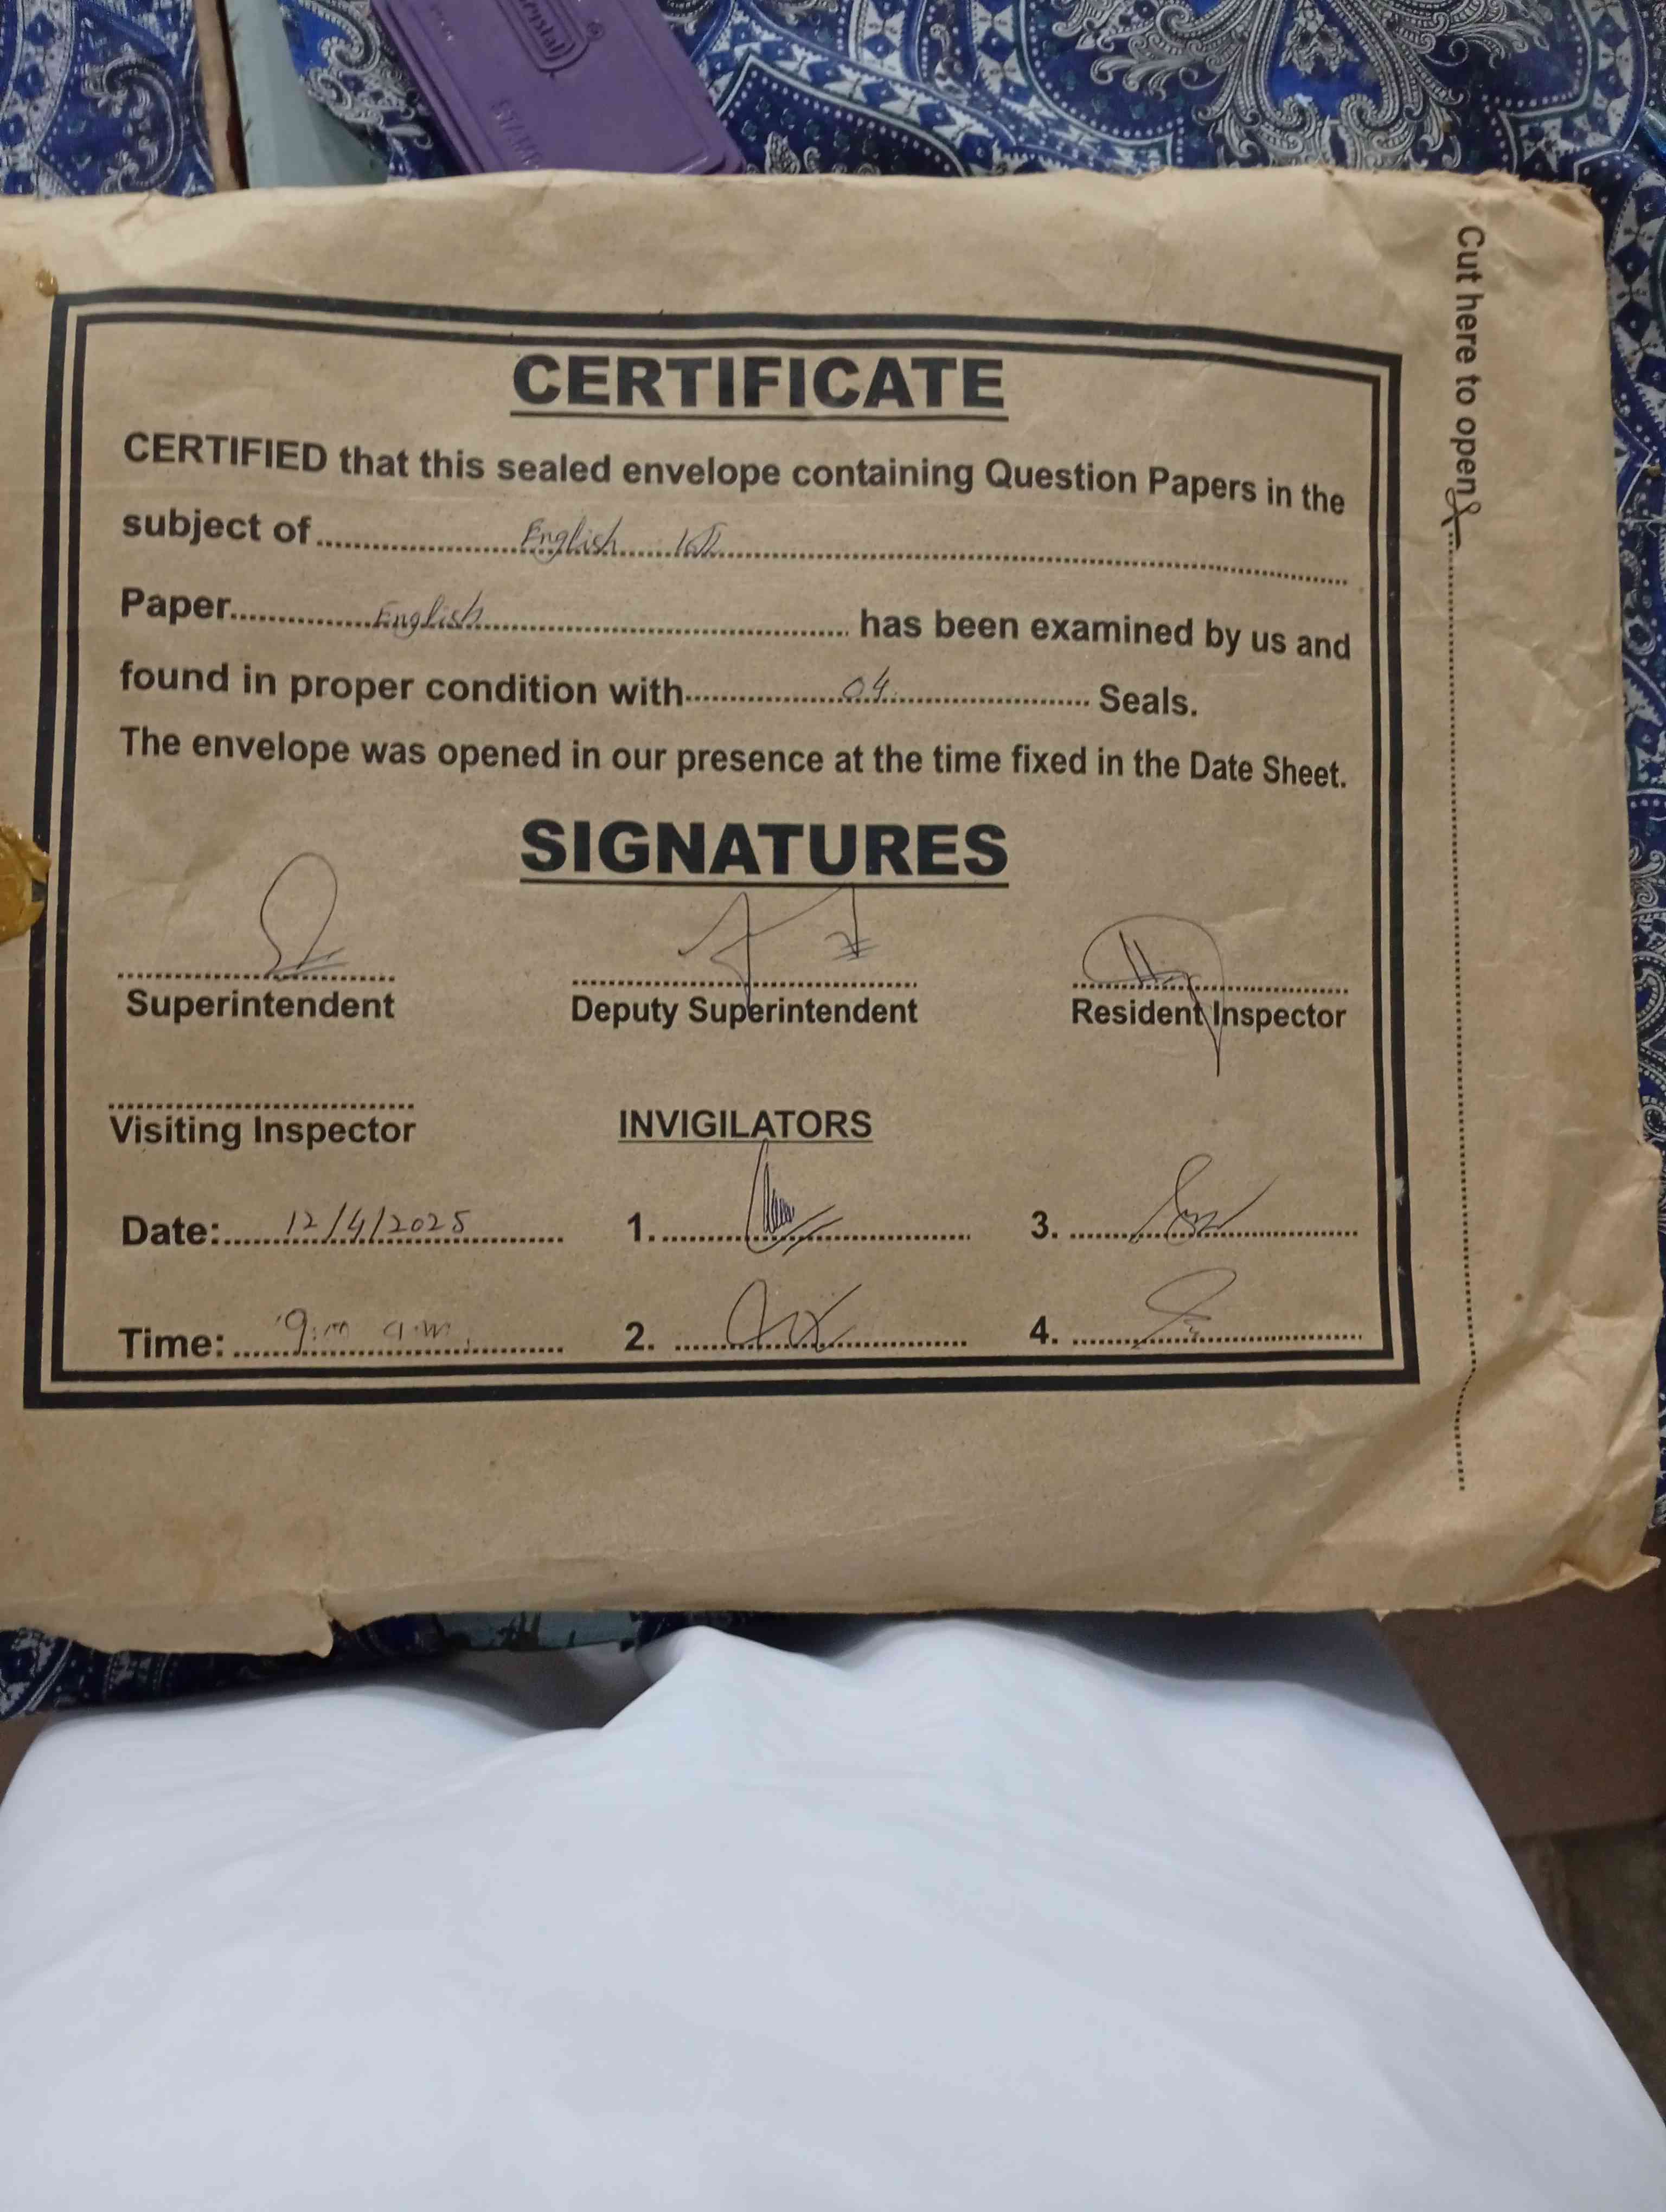 STAMP
Cut here to open
CERTIFICATE
CERTIFIED that this sealed envelope containing Question Papers in the
subject of English
Paper English has been examined by us and
found in proper condition with 04 Seals.
The envelope was opened in our presence at the time fixed in the Date Sheet.
SIGNATURES
Superintendent
Deputy Superintendent
Resident Inspector
Visiting Inspector
INVIGILATORS
Date: 12/4/2025 1. 3.
Time: 9:00 a.m. 2. 4.